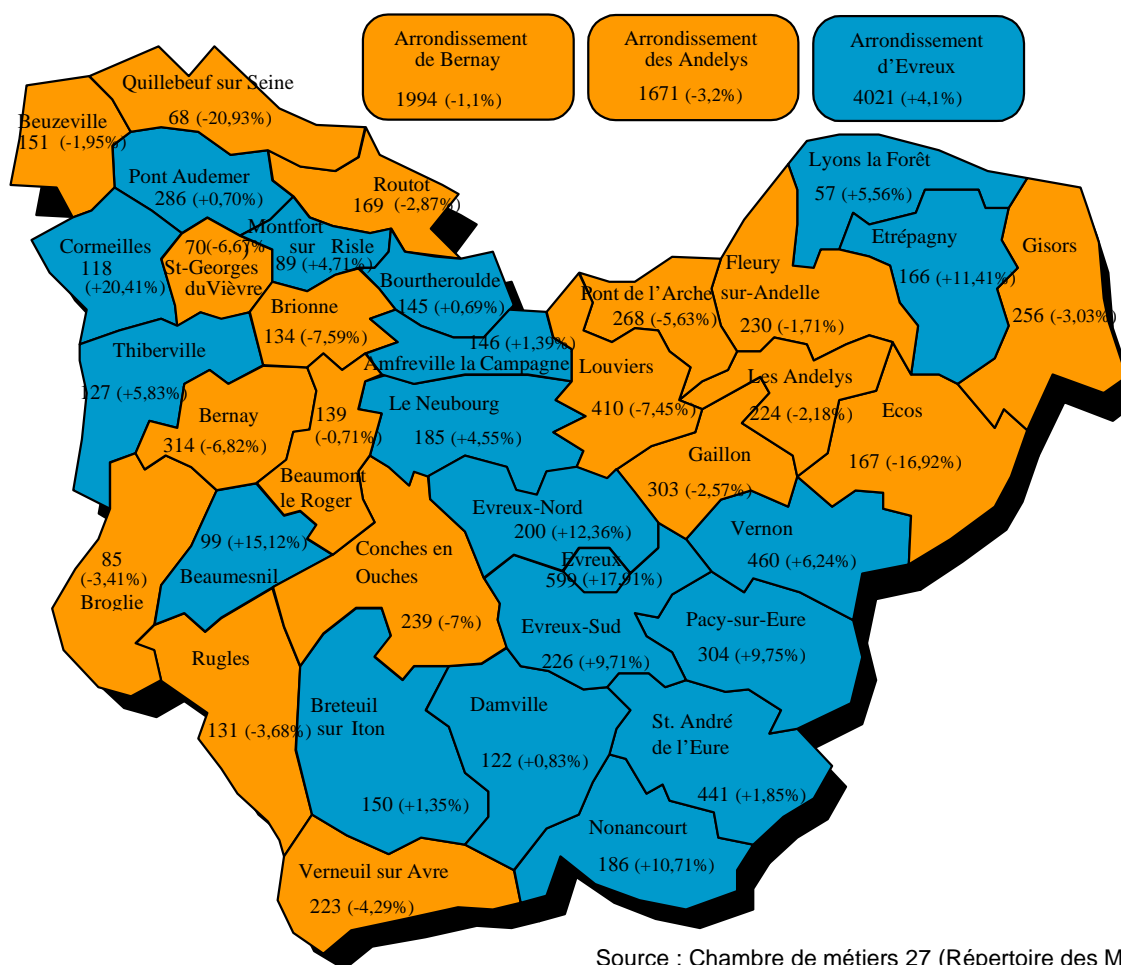 Arrondissement
de Bernay
1994 (-1,1%)
Arrondissement
des Andelys
1671 (-3,2%)
Arrondissement
d'Evreux
4021 (+4,1%)
Quillebeuf sur Seine
68 (-20,93%)
Beuzeville
151 (-1,95%)
Pont Audemer
286 (+0,70%)
Routot
169 (-2,87%)
Lyons la Forêt
57 (+5,56%)
Cormeilles
118
(+20,41%)
70 (-6,67%)
St-Georges
du Vièvre
Montfort
sur Risle
89 (+4,71%)
Bourtheroulde
145 (+0,69%)
Etrépagny
166 (+11,41%)
Gisors
256 (-3,03%)
Fleury
sur-Andelle
230 (-1,71%)
Pont de l'Arche
268 (-5,63%)
Brionne
134 (-7,59%)
146 (+1,39%)
Amfreville la Campagne
Thiberville
127 (+5,83%)
Louviers
410 (-7,45%)
Les Andelys
224 (-2,18%)
Ecos
167 (-16,92%)
Bernay
314 (-6,82%)
139
(-0,71%)
Beaumont
le Roger
Le Neubourg
185 (+4,55%)
Gaillon
303 (-2,57%)
Evreux-Nord
200 (+12,36%)
Vernon
460 (+6,24%)
99 (+15,12%)
Beaumesnil
85
(-3,41%)
Broglie
Conches en
Ouches
239 (-7%)
Evreux
599 (+17,91%)
Evreux-Sud
226 (+9,71%)
Pacy-sur-Eure
304 (+9,75%)
Rugles
131 (-3,68%)
Breteuil
sur Iton
150 (+1,35%)
Damville
122 (+0,83%)
St. André
de l'Eure
441 (+1,85%)
Nonancourt
186 (+10,71%)
Verneuil sur Avre
223 (-4,29%)
Source : Chambre de métiers 27 (Répertoire des M